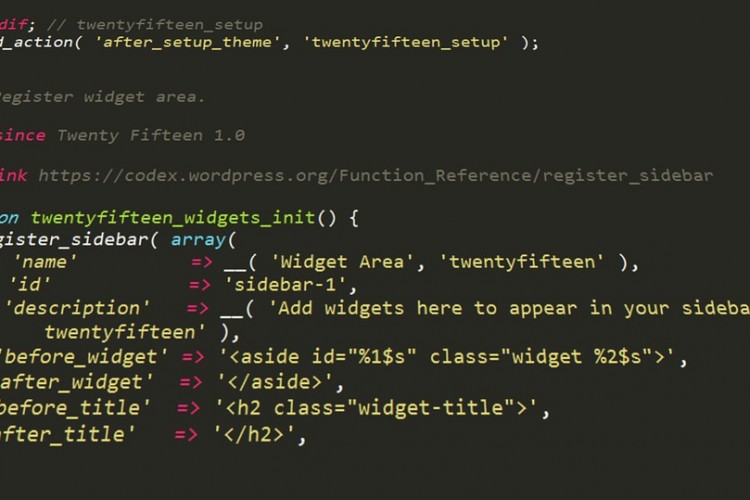 dif; // twentyfifteen_setup
d_action( 'after_setup_theme', 'twentyfifteen_setup' );
egister widget area.
since Twenty Fifteen 1.0
ink https://codex.wordpress.org/Function_Reference/register_sidebar
on twentyfifteen_widgets_init() {
gister_sidebar( array(
'name' => __( 'Widget Area', 'twentyfifteen' ),
'id' => 'sidebar-1',
'description' => __( 'Add widgets here to appear in your sideba
twentyfifteen' ),
'before_widget' => '<aside id="%1$s" class="widget %2$s">',
after_widget' => '</aside>',
before_title' => '<h2 class="widget-title">',
after_title' => '</h2>',